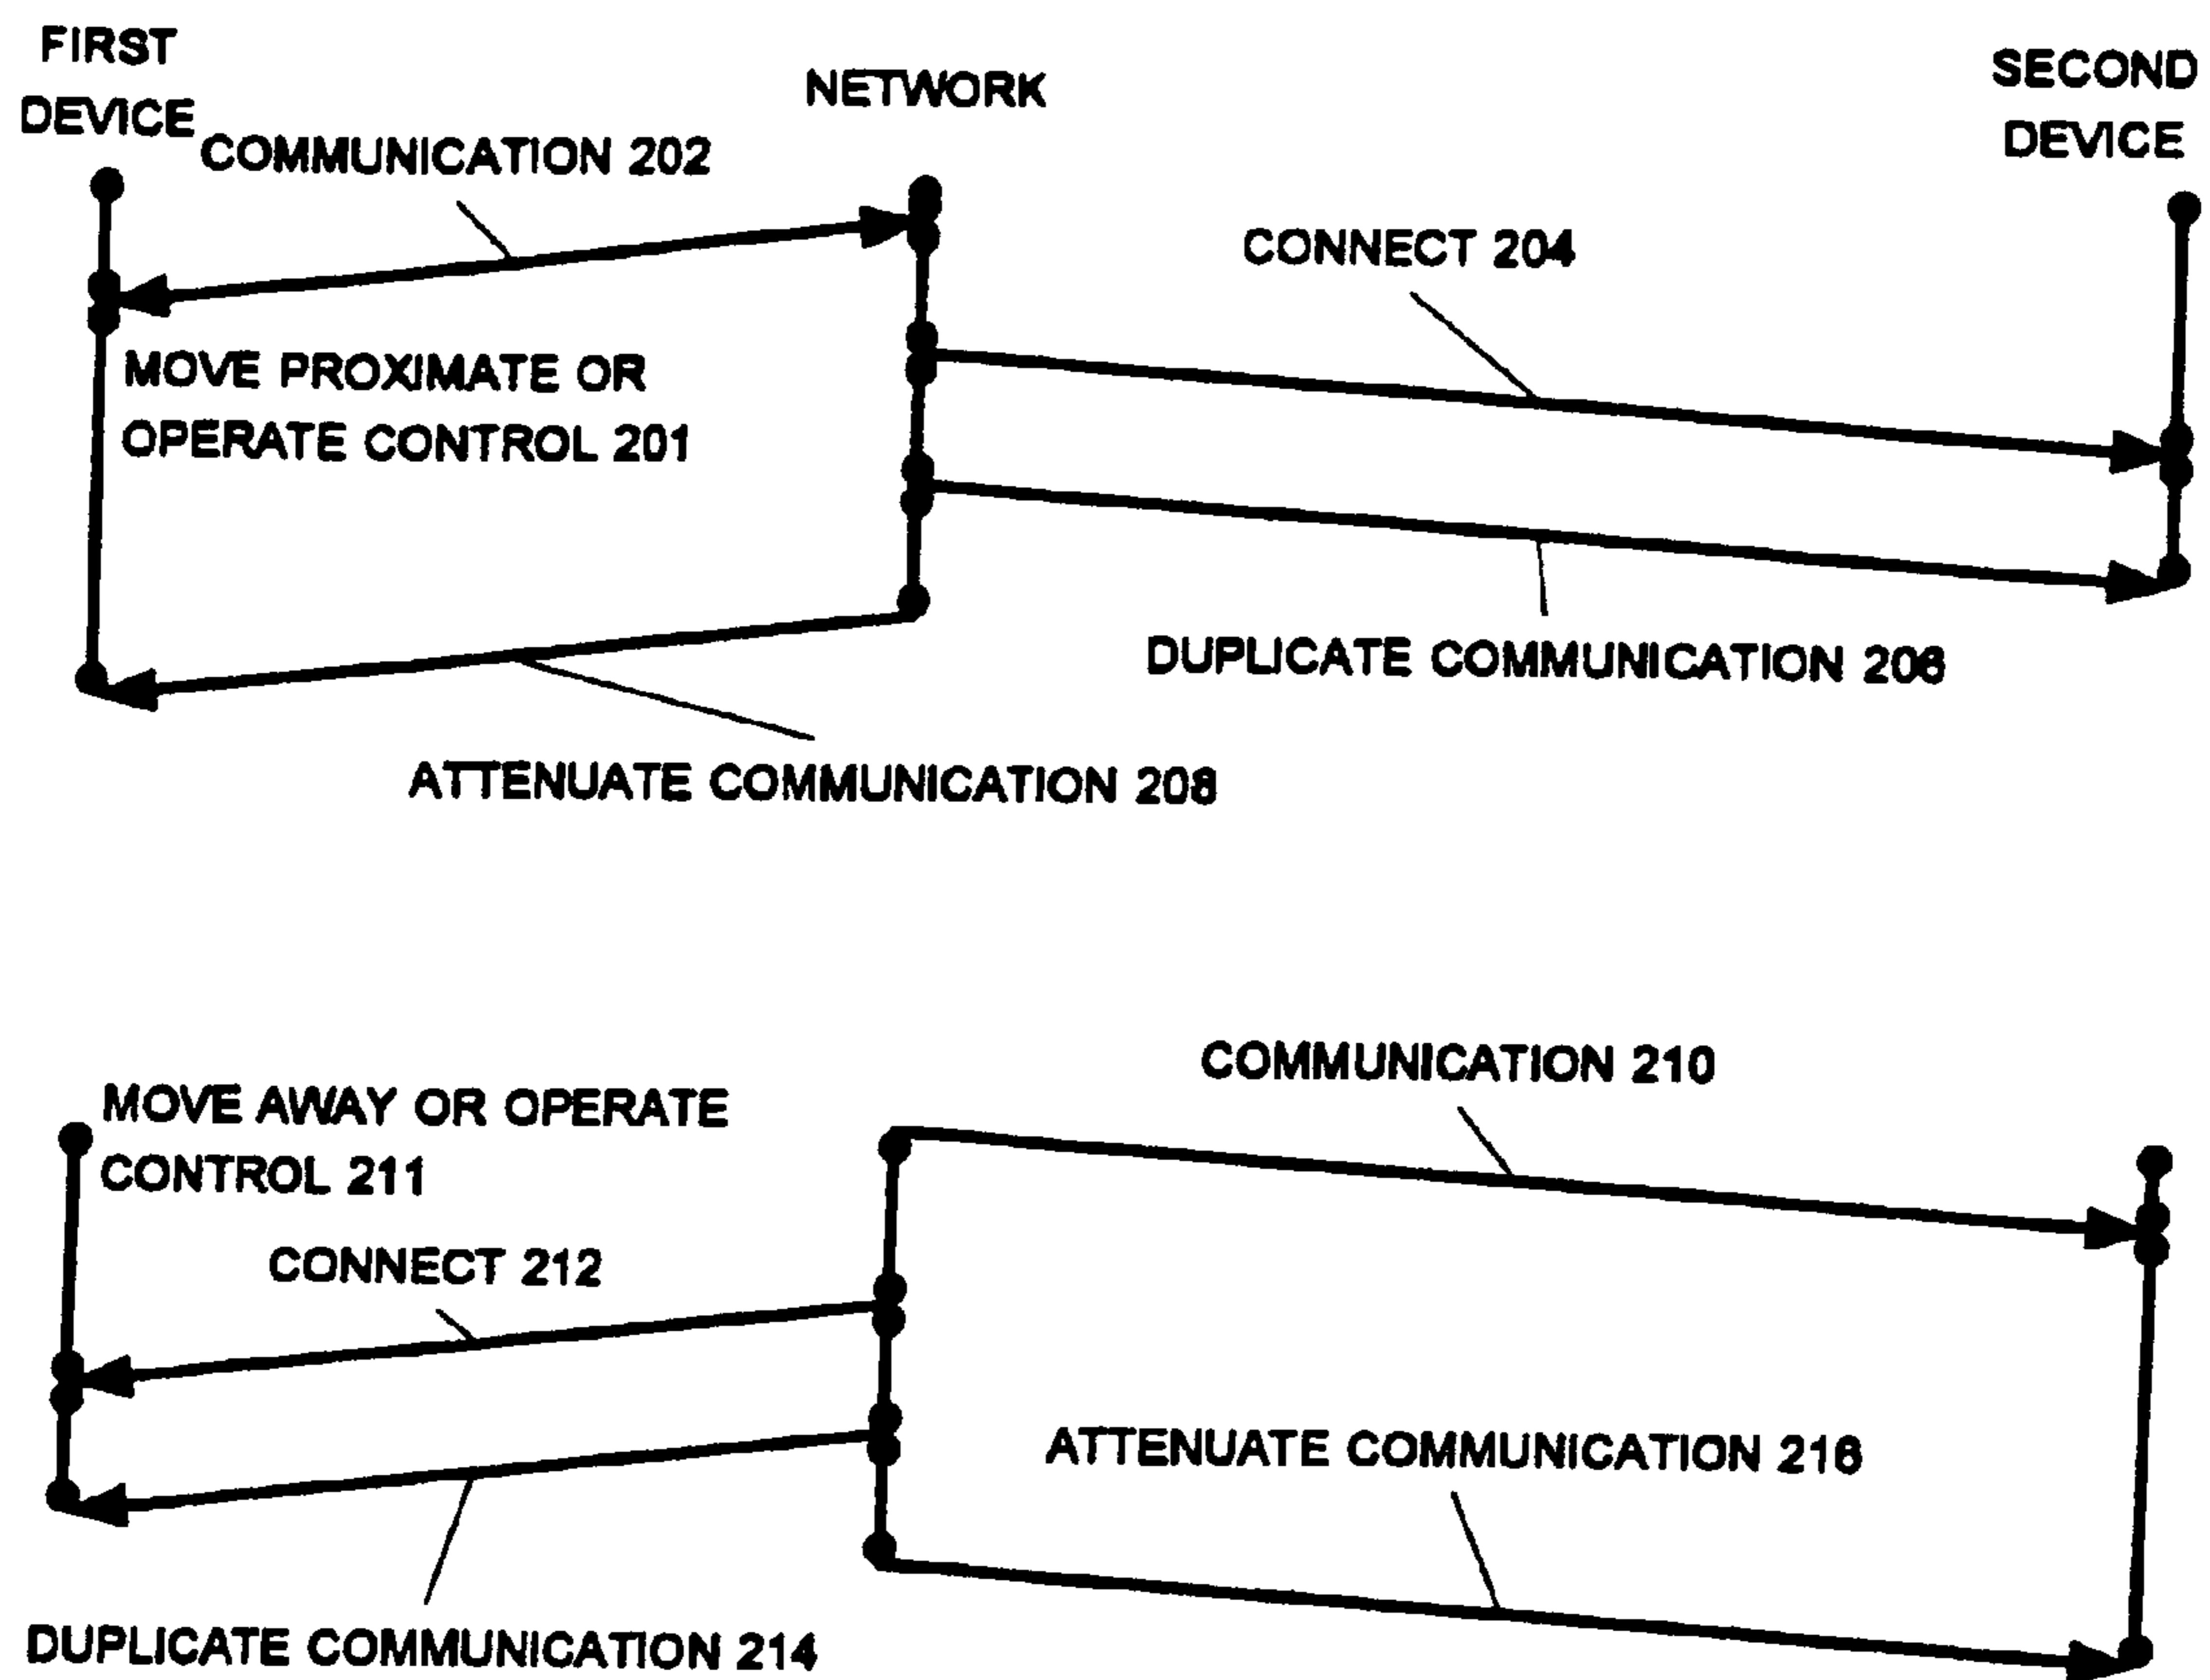 FIRST
DEVICE
NETWORK
SECOND
DEVICE
COMMUNICATION 202
CONNECT 204
MOVE PROXIMATE OR
OPERATE CONTROL 201
DUPLICATE COMMUNICATION 206
ATTENUATE COMMUNICATION 208
COMMUNICATION 210
MOVE AWAY OR OPERATE
CONTROL 211
CONNECT 212
ATTENUATE COMMUNICATION 216
DUPLICATE COMMUNICATION 214